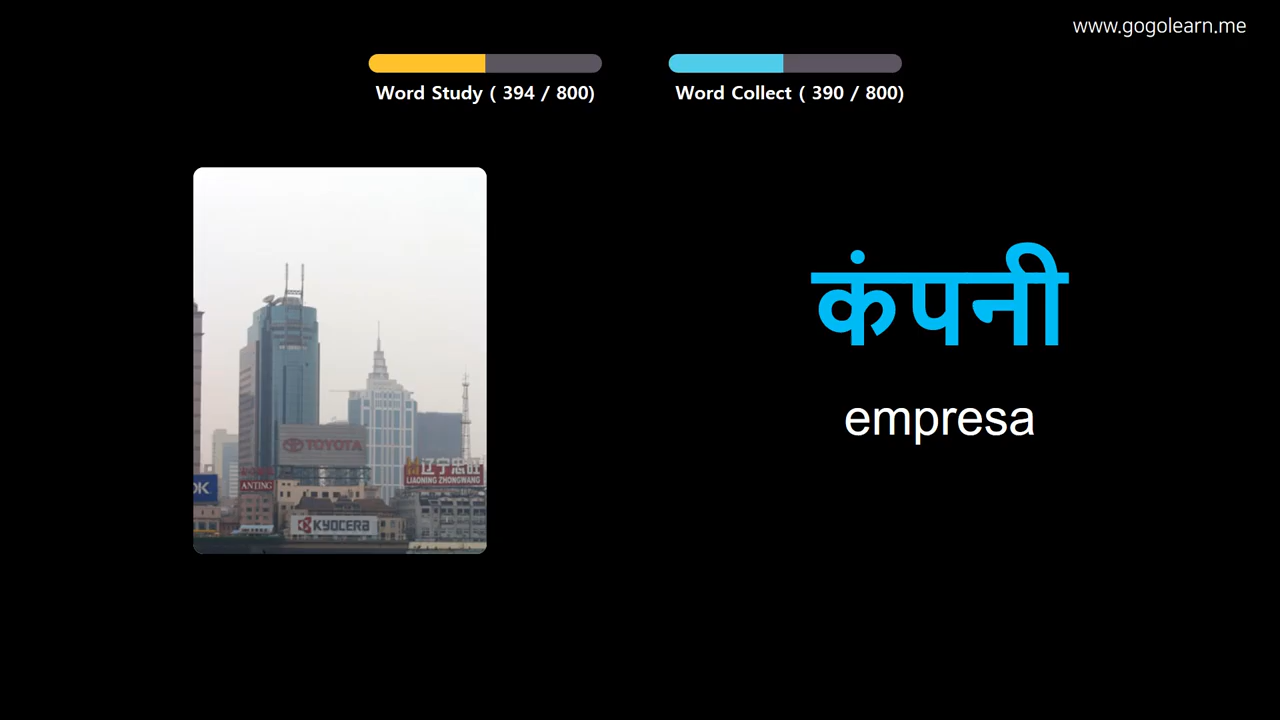 www.gogolearn.me
Word Study ( 394 / 800)
Word Collect ( 390 / 800)
कंपनी
empresa
TOYOTA
辽宁忠旺
LIAONING ZHONGWANG
OK
ANTING
KYOCERA